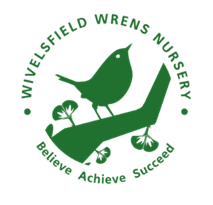 • WIVELSFIELD WRENS NURSERY •
Believe Achieve Succeed